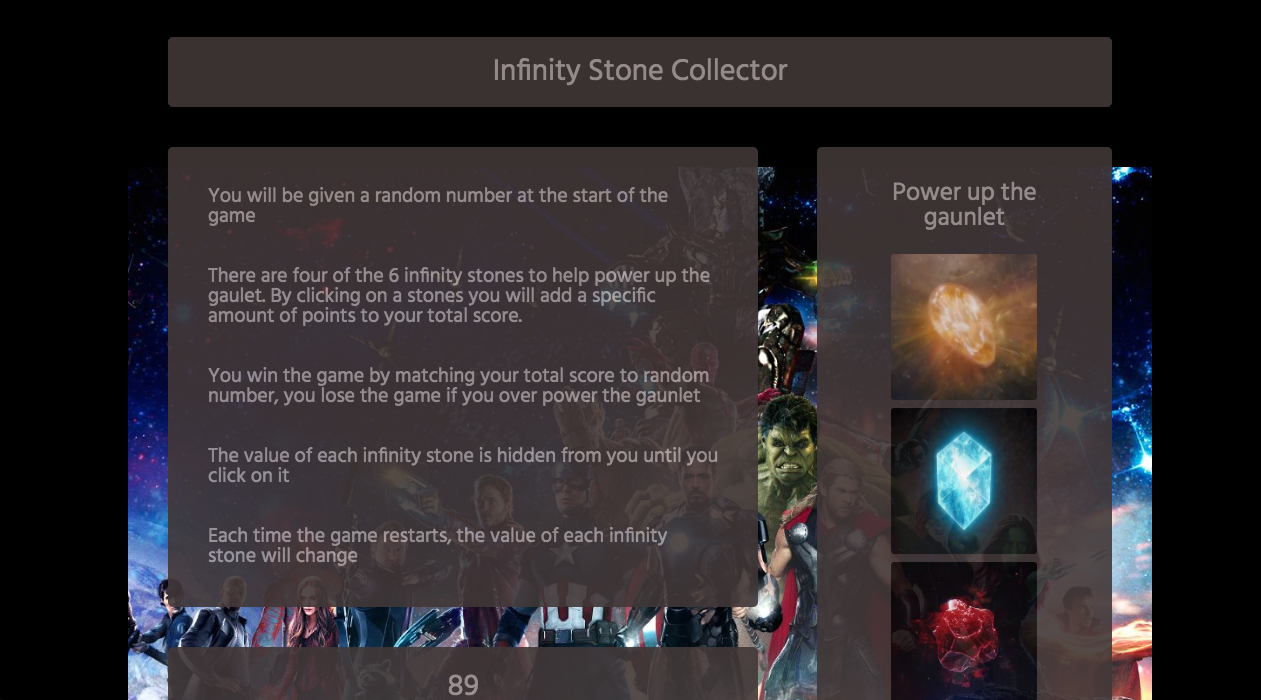 Infinity Stone Collector
You will be given a random number at the start of the
game
There are four of the 6 infinity stones to help power up the
gaulet. By clicking on a stones you will add a specific
amount of points to your total score.
You win the game by matching your total score to random
number, you lose the game if you over power the gaunlet
The value of each infinity stone is hidden from you until you
click on it
Each time the game restarts, the value of each infinity
stone will change
89
Power up the
gaunlet